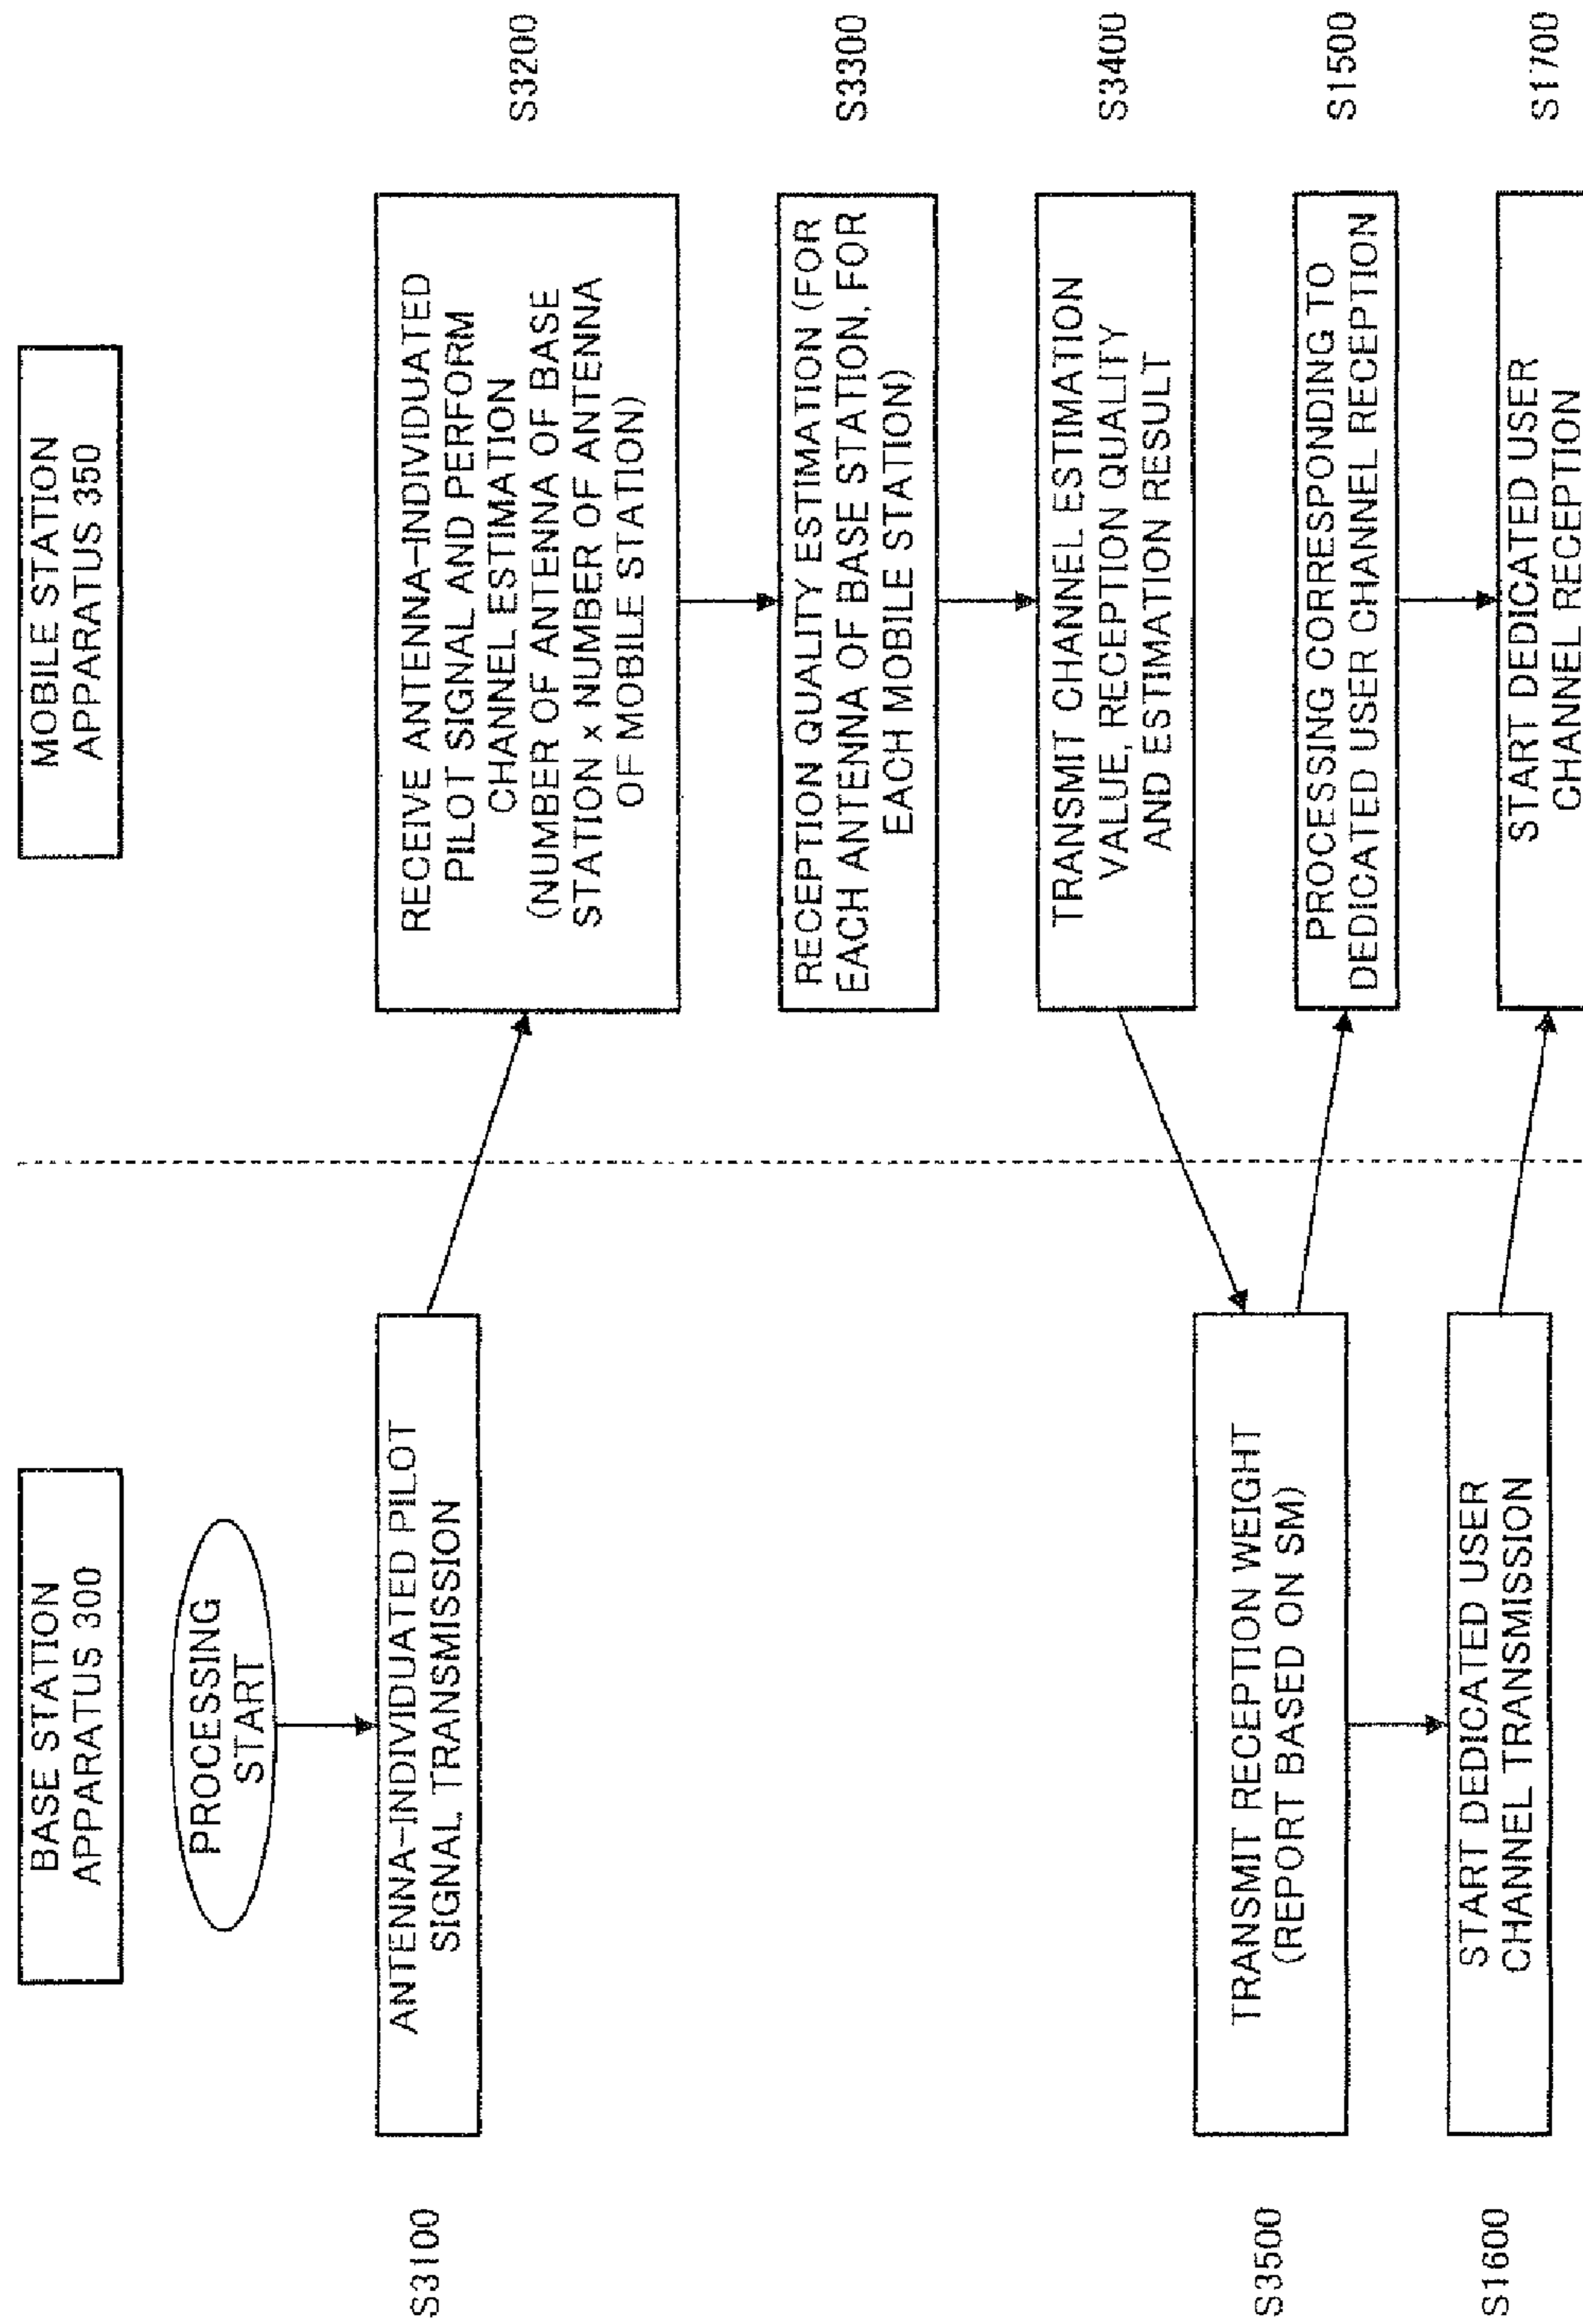 BASE STATION
APPARATUS 300
MOBILE STATION
APPARATUS 350
PROCESSING
START
S3100
ANTENNA-INDIVIDUATED PILOT
SIGNAL TRANSMISSION
RECEIVE ANTENNA-INDIVIDUATED
PILOT SIGNAL AND PERFORM
CHANNEL ESTIMATION
(NUMBER OF ANTENNA OF BASE
STATION × NUMBER OF ANTENNA
OF MOBILE STATION)
S3200
RECEPTION QUALITY ESTIMATION (FOR
EACH ANTENNA OF BASE STATION, FOR
EACH MOBILE STATION)
S3300
TRANSMIT CHANNEL ESTIMATION
VALUE, RECEPTION QUALITY
AND ESTIMATION RESULT
S3400
S3500
TRANSMIT RECEPTION WEIGHT
(REPORT BASED ON SM)
PROCESSING CORRESPONDING TO
DEDICATED USER CHANNEL RECEPTION
S1500
S1600
START DEDICATED USER
CHANNEL TRANSMISSION
START DEDICATED USER
CHANNEL RECEPTION
S1700